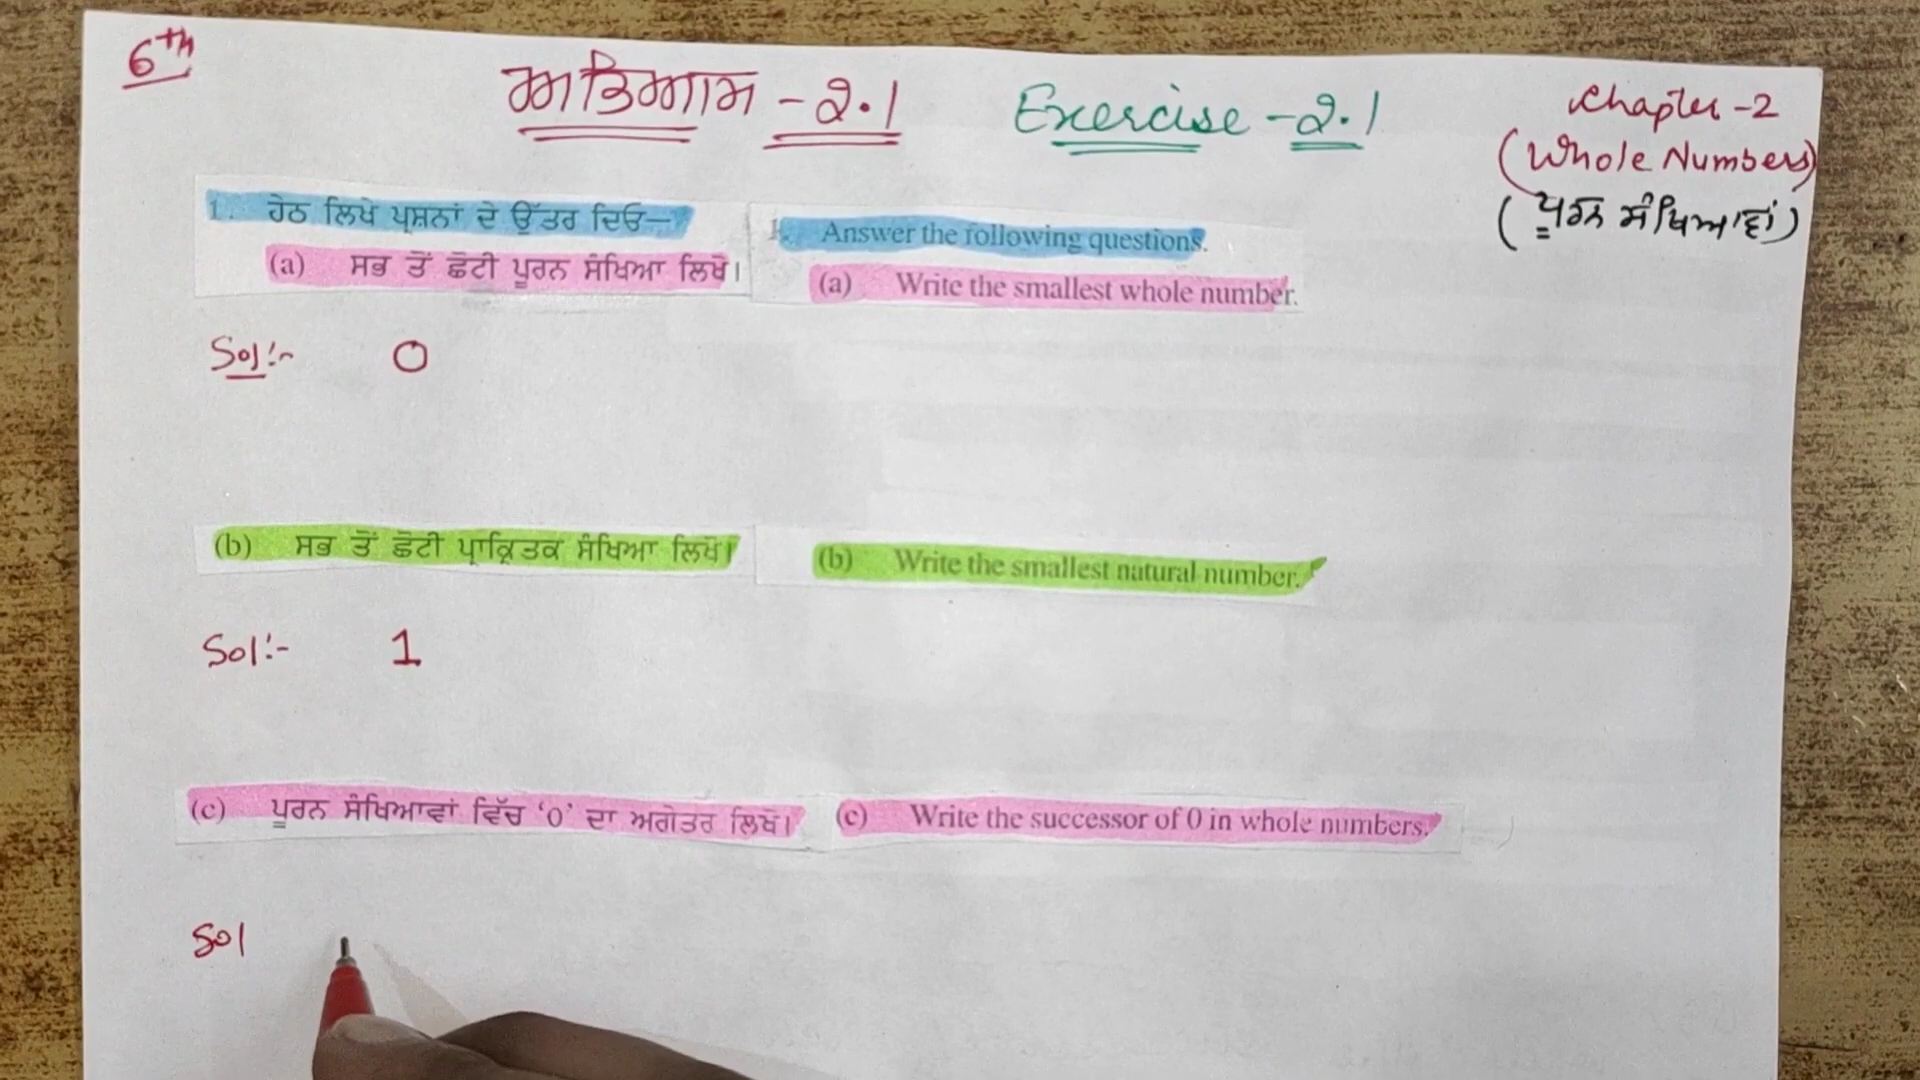 6th
ਅਭਿਆਸ - 2.1 Exercise - 2.1
Chapter - 2
(Whole Numbers)
(ਪੂਰਨ ਸੰਖਿਆਵਾਂ)
1. ਹੇਠ ਲਿਖੇ ਪ੍ਰਸ਼ਨਾਂ ਦੇ ਉੱਤਰ ਦਿਓ—
(a) ਸਭ ਤੋਂ ਛੋਟੀ ਪੂਰਨ ਸੰਖਿਆ ਲਿਖੋ।
1. Answer the following questions.
(a) Write the smallest whole number.
Sol:- 0
(b) ਸਭ ਤੋਂ ਛੋਟੀ ਪ੍ਰਾਕ੍ਰਿਤਕ ਸੰਖਿਆ ਲਿਖੋ।
(b) Write the smallest natural number.
Sol:- 1
(c) ਪੂਰਨ ਸੰਖਿਆਵਾਂ ਵਿੱਚ ‘0’ ਦਾ ਅਗੇਤਰ ਲਿਖੋ।
(c) Write the successor of 0 in whole numbers.
Sol